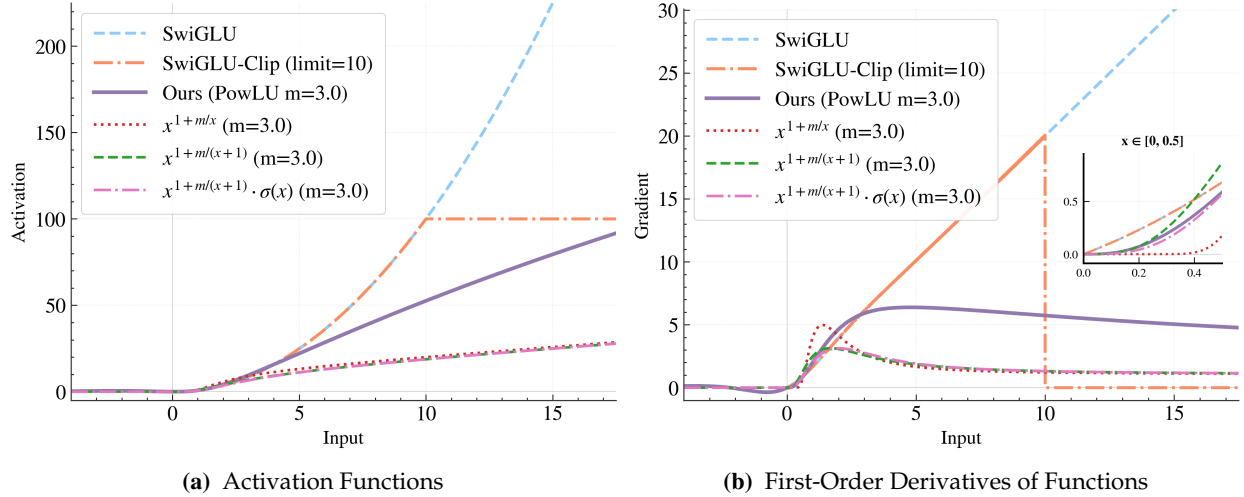 SwiGLU
SwiGLU-Clip (limit=10)
Ours (PowLU m=3.0)
x^{1+m/x} (m=3.0)
x^{1+m/(x+1)} (m=3.0)
x^{1+m/(x+1)} · σ(x) (m=3.0)
Activation
200
150
100
50
0
0 5 10 15
Input
(a) Activation Functions
SwiGLU
SwiGLU-Clip (limit=10)
Ours (PowLU m=3.0)
x^{1+m/x} (m=3.0)
x^{1+m/(x+1)} (m=3.0)
x^{1+m/(x+1)} · σ(x) (m=3.0)
Gradient
30
25
20
15
10
5
0
x ∈ [0, 0.5]
0.5
0.0
0.0 0.2 0.4
0 5 10 15
Input
(b) First-Order Derivatives of Functions